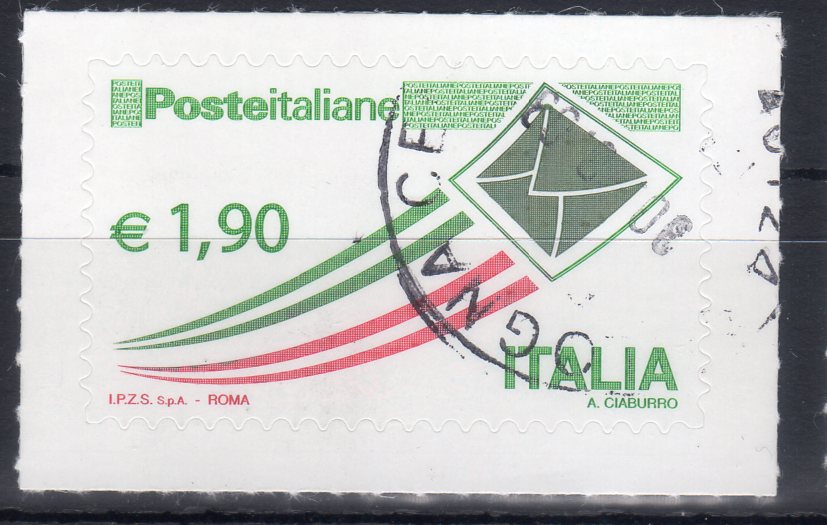 Posteitaliane
€ 1,90
ITALIA
I.P.Z.S. S.p.A. - ROMA
A. CIABURRO